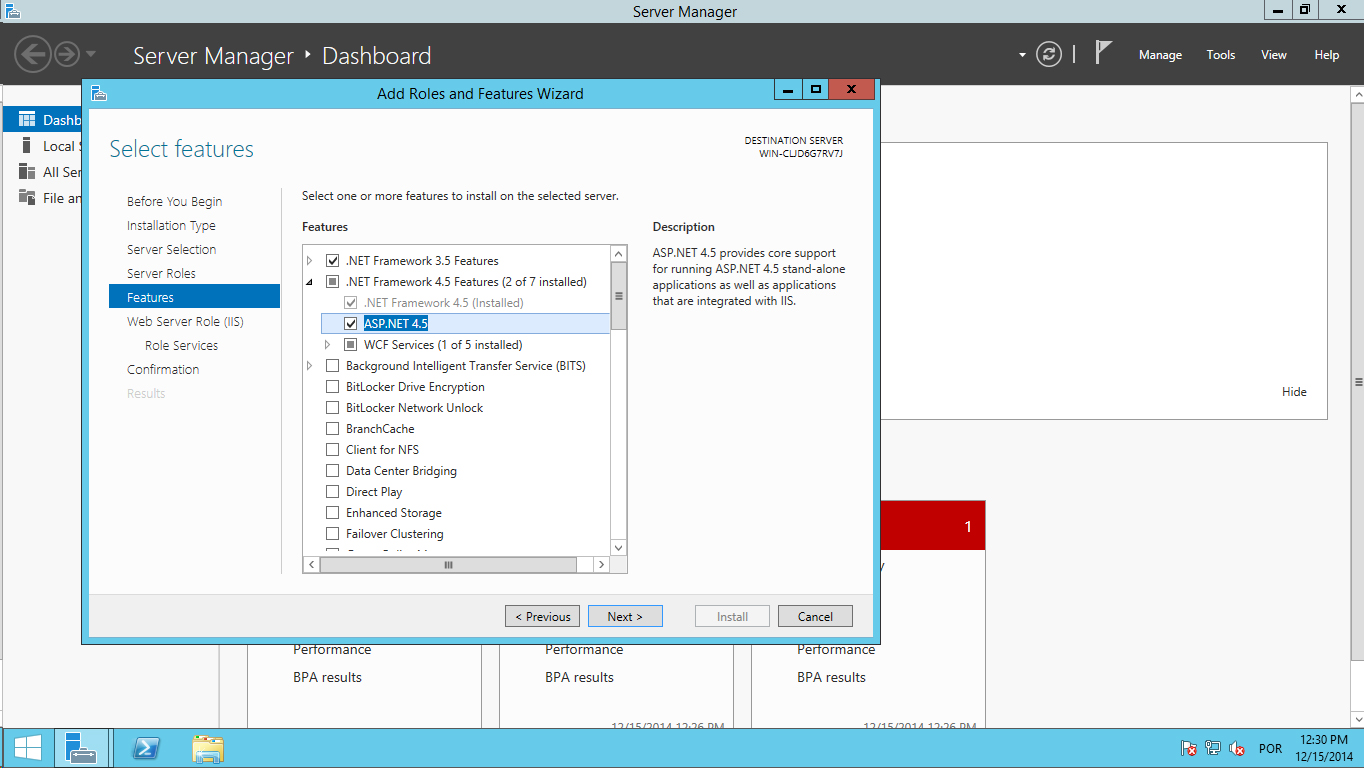 Server Manager
Server Manager ‣ Dashboard
Manage Tools View Help
Dashb
Local S
All Ser
File an
Add Roles and Features Wizard
Select features
DESTINATION SERVER
WIN-CLJD6G7RV7J
Before You Begin
Installation Type
Server Selection
Server Roles
Features
Web Server Role (IIS)
Role Services
Confirmation
Results
Select one or more features to install on the selected server.
Features
.NET Framework 3.5 Features
.NET Framework 4.5 Features (2 of 7 installed)
.NET Framework 4.5 (Installed)
ASP.NET 4.5
WCF Services (1 of 5 installed)
Background Intelligent Transfer Service (BITS)
BitLocker Drive Encryption
BitLocker Network Unlock
BranchCache
Client for NFS
Data Center Bridging
Direct Play
Enhanced Storage
Failover Clustering
Description
ASP.NET 4.5 provides core support
for running ASP.NET 4.5 stand-alone
applications as well as applications
that are integrated with IIS.
< Previous
Next >
Install
Cancel
Hide
1
y
Performance
BPA results
Performance
BPA results
12/15/2014 12:26 PM
Performance
BPA results
12/15/2014 12:26 PM
POR
12:30 PM
12/15/2014